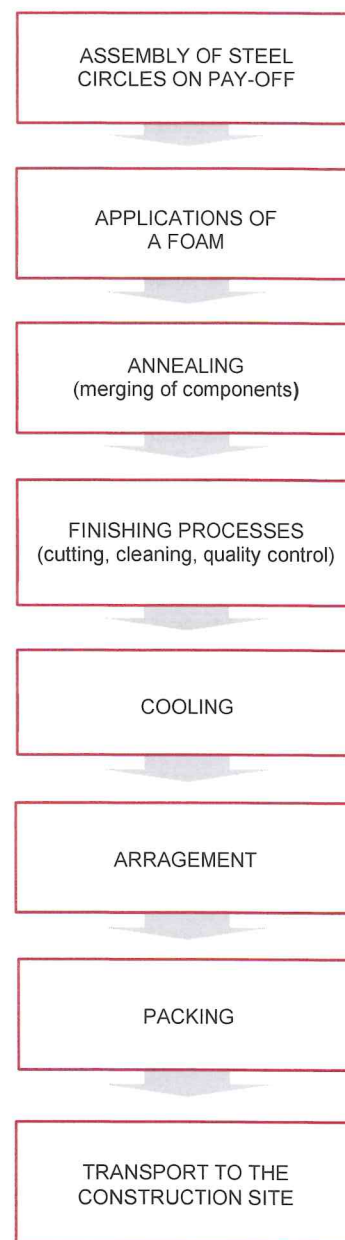 ASSEMBLY OF STEEL
CIRCLES ON PAY-OFF
APPLICATIONS OF
A FOAM
ANNEALING
(merging of components)
FINISHING PROCESSES
(cutting, cleaning, quality control)
COOLING
ARRAGEMENT
PACKING
TRANSPORT TO THE
CONSTRUCTION SITE